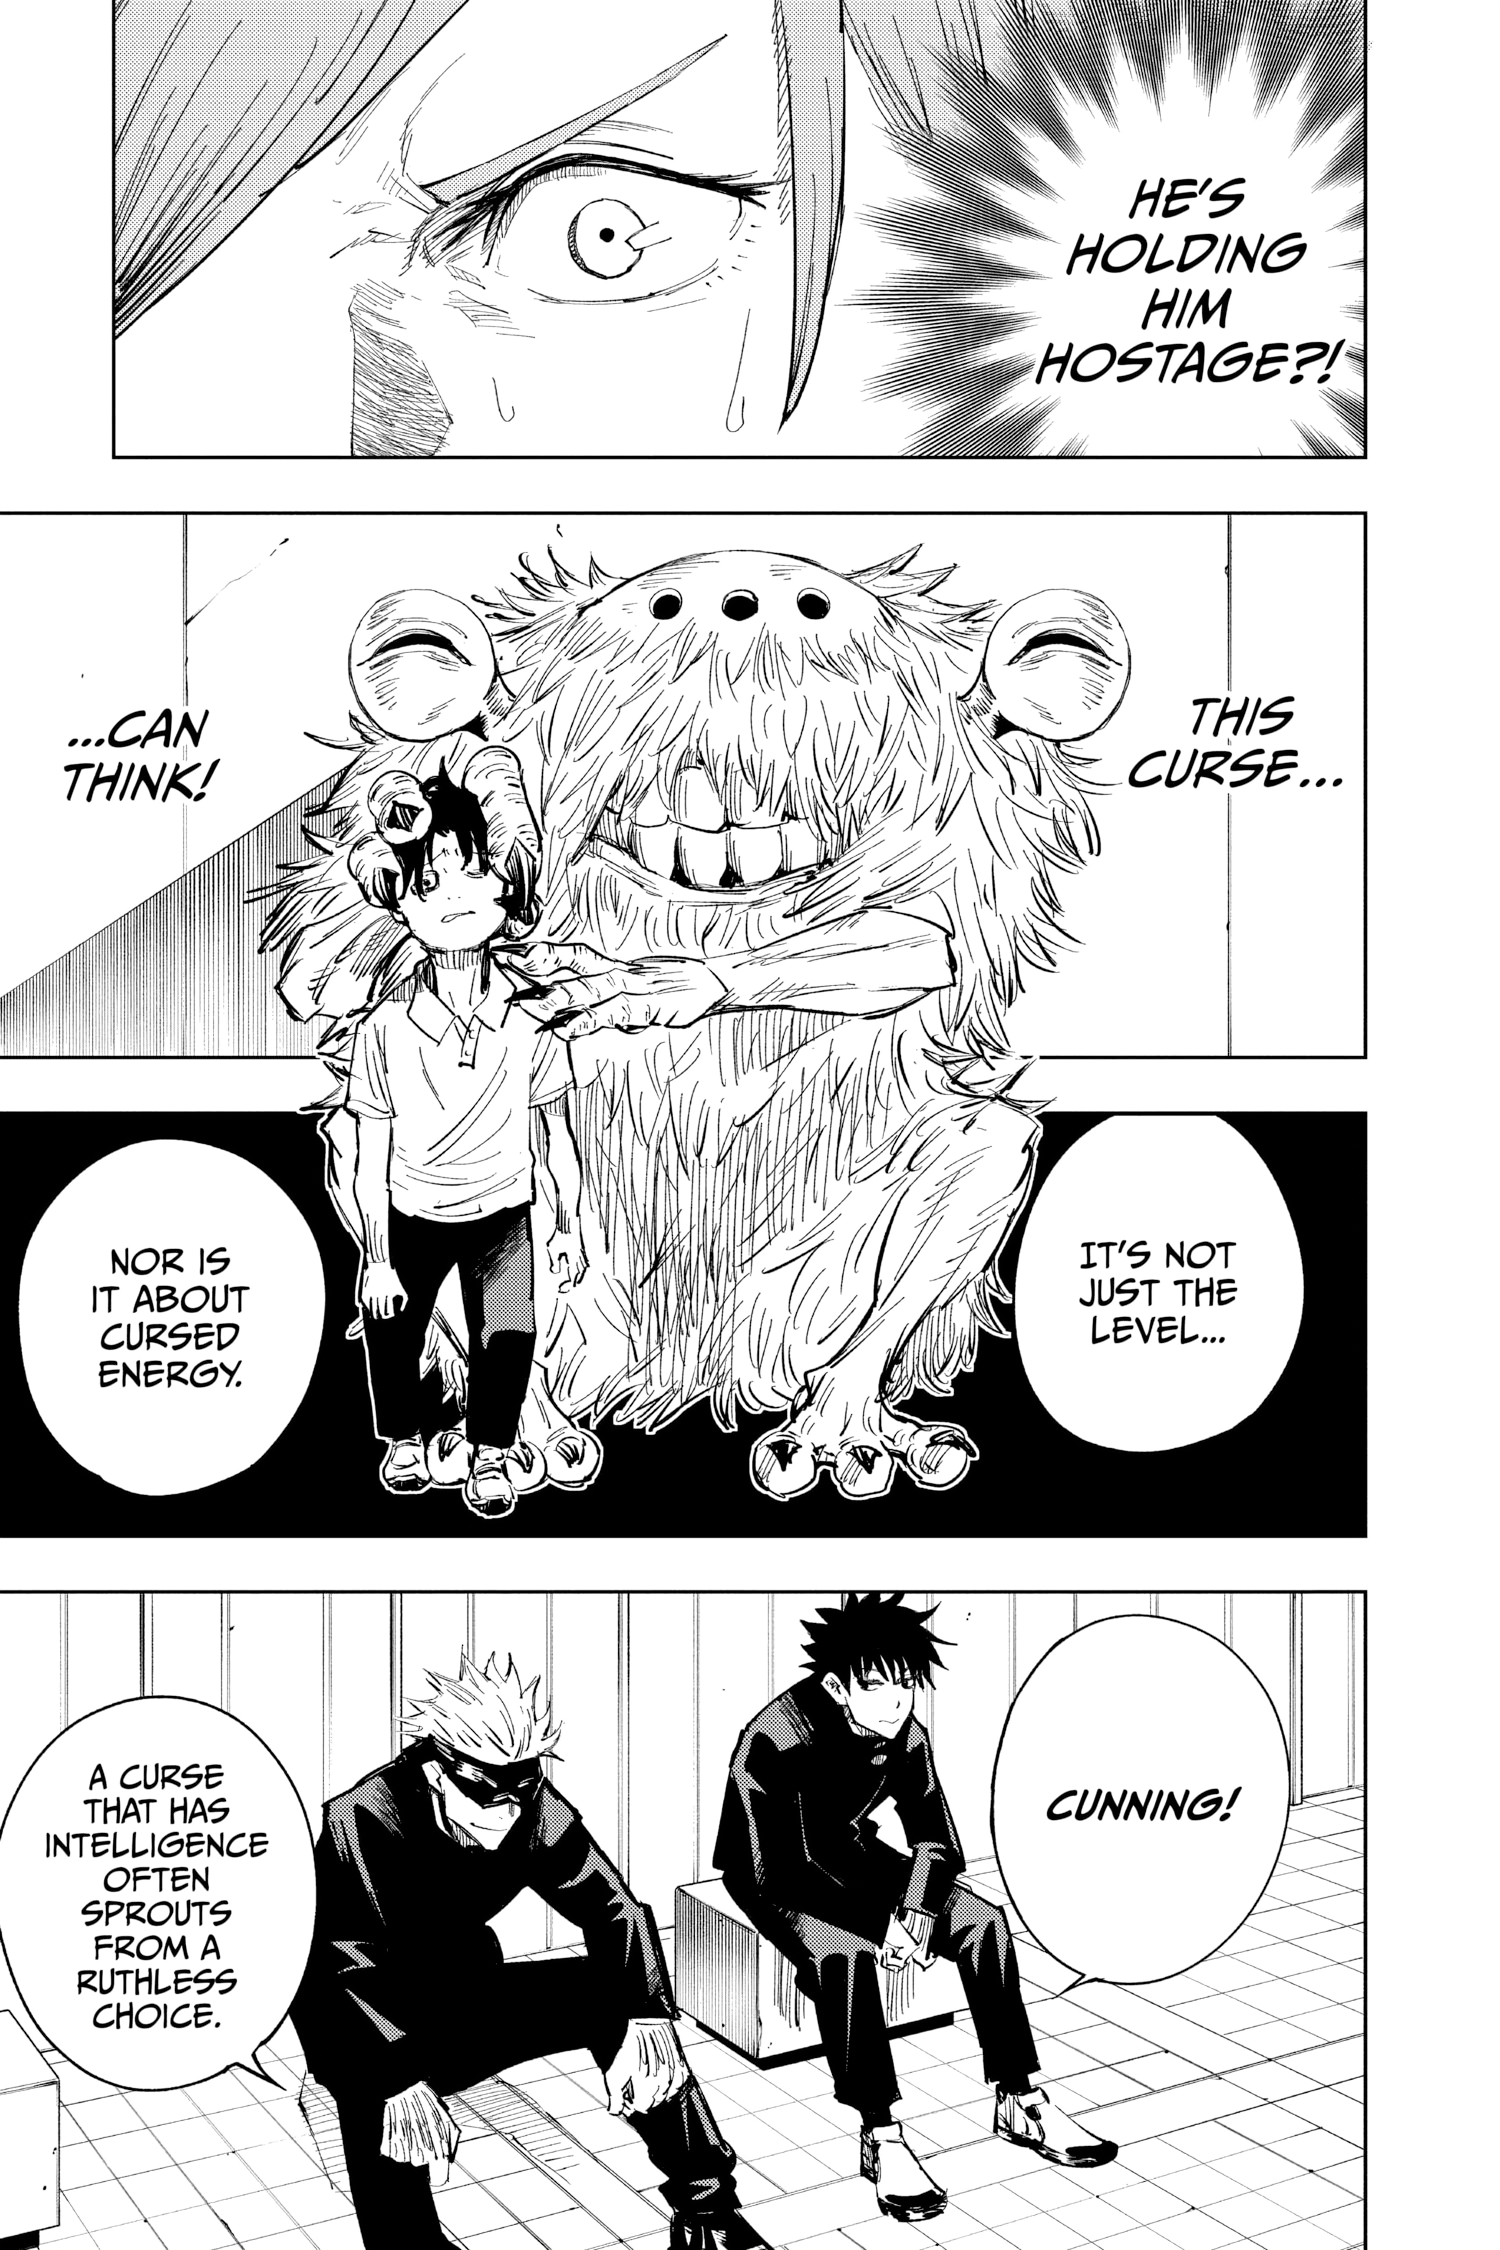 HE'S
HOLDING
HIM
HOSTAGE?!
THIS
CURSE...
...CAN
THINK!
IT'S NOT
JUST THE
LEVEL...
NOR IS
IT ABOUT
CURSED
ENERGY.
CUNNING!
A CURSE
THAT HAS
INTELLIGENCE
OFTEN
SPROUTS
FROM A
RUTHLESS
CHOICE.